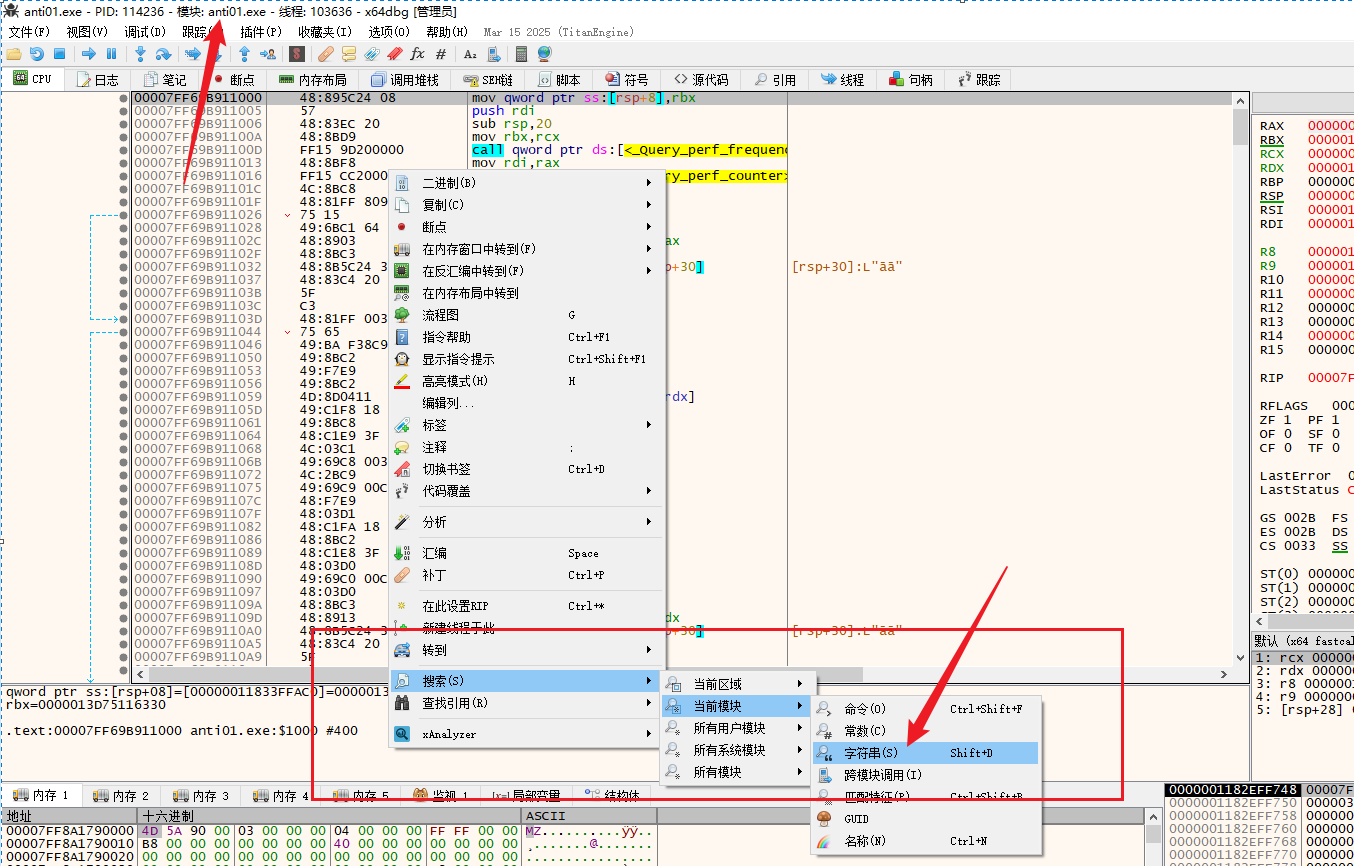 anti01.exe - PID: 114236 - 模块: anti01.exe - 线程: 103636 - x64dbg [管理员]
文件(F) 视图(V) 调试(D) 跟踪 插件(P) 收藏夹(I) 选项(O) 帮助(H) Mar 15 2025 (TitanEngine)
CPU 日志 笔记 断点 内存布局 调用堆栈 SEH链 脚本 符号 源代码 引用 线程 句柄 跟踪
00007FF69B911000 48:895C24 08 mov qword ptr ss:[rsp+8],rbx
00007FF69B911005 57 push rdi
00007FF69B911006 48:83EC 20 sub rsp,20
00007FF69B91100A 48:8BD9 mov rbx,rcx
00007FF69B91100D FF15 9D200000 call qword ptr ds:[<_Query_perf_frequen
00007FF69B911013 48:8BF8 mov rdi,rax
00007FF69B911016 FF15 CC2000 ry_perf_counter>
00007FF69B91101C 4C:8BC8
00007FF69B91101F 48:81FF 809
00007FF69B911026 75 15
00007FF69B911028 49:6BC1 64
00007FF69B91102C 48:8903 ax
00007FF69B91102F 48:8BC3
00007FF69B911032 48:8B5C24 3 p+30] [rsp+30]:L"āā"
00007FF69B911037 48:83C4 20
00007FF69B91103B 5F
00007FF69B91103C C3
00007FF69B91103D 48:81FF 003
00007FF69B911044 75 65
00007FF69B911046 49:BA F38C9
00007FF69B911050 49:8BC2
00007FF69B911053 49:F7E9
00007FF69B911056 49:8BC2
00007FF69B911059 4D:8D0411 rdx]
00007FF69B91105D 49:C1F8 18
00007FF69B911061 49:8BC8
00007FF69B911064 48:C1E9 3F
00007FF69B911068 4C:03C1
00007FF69B91106B 49:69C8 003
00007FF69B911072 4C:2BC9
00007FF69B911075 49:69C9 00C
00007FF69B91107C 48:F7E9
00007FF69B91107F 48:03D1
00007FF69B911082 48:C1FA 18
00007FF69B911086 48:8BC2
00007FF69B911089 48:C1E8 3F
00007FF69B91108D 48:03D0
00007FF69B911090 49:69C0 00C
00007FF69B911097 48:03D0
00007FF69B91109A 48:8BC3
00007FF69B91109D 48:8913 dx
00007FF69B9110A0 48:8B5C24 3 p+30] [rsp+30]:L"āā"
00007FF69B9110A5 48:83C4 20
00007FF69B9110A9 5F
二进制(B)
复制(C)
断点
在内存窗口中转到(F)
在反汇编中转到(F)
在内存布局中转到
流程图 G
指令帮助 Ctrl+F1
显示指令提示 Ctrl+Shift+F1
高亮模式(H) H
编辑列...
标签
注释 ;
切换书签 Ctrl+D
代码覆盖
分析
汇编 Space
补丁 Ctrl+P
在此设置RIP Ctrl+*
新建线程于此
转到
搜索(S)
查找引用(R)
xAnalyzer
当前区域
当前模块
所有用户模块
所有系统模块
所有模块
命令(O) Ctrl+Shift+F
常数(C)
字符串(S) Shift+D
跨模块调用(I)
匹配特征(P) Ctrl+Shift+B
GUID
名称(N) Ctrl+N
RAX 000000
RBX 000001
RCX 000000
RDX 000001
RBP 000000
RSP 000000
RSI 000001
RDI 000001
R8 000001
R9 000001
R10 000000
R11 000000
R12 000000
R13 000000
R14 000000
R15 000000
RIP 00007F
RFLAGS 000
ZF 1 PF 1
OF 0 SF 0
CF 0 TF 0
LastError 0
LastStatus C
GS 002B FS
ES 002B DS
CS 0033 SS
ST(0) 000000
ST(1) 000000
ST(2) 000000
默认 (x64 fastcal
1: rcx 00000
2: rdx 00000
3: r8 000001
4: r9 000001
5: [rsp+28]
qword ptr ss:[rsp+08]=[00000011833FFAC0]=0000013
rbx=0000013D75116330
.text:00007FF69B911000 anti01.exe:$1000 #400
内存 1 内存 2 内存 3 内存 4 内存 5 监视 1 [x=]局部变量 结构体
地址 十六进制 ASCII
00007FF8A1790000 4D 5A 90 00 03 00 00 00 04 00 00 00 FF FF 00 00 MZ..........ÿÿ..
00007FF8A1790010 B8 00 00 00 00 00 00 00 40 00 00 00 00 00 00 00 ¸.......@.......
00007FF8A1790020 00 00 00 00 00 00 00 00 00 00 00 00 00 00 00 00
0000001182EFF748 00007F
0000001182EFF750 000000
0000001182EFF758
0000001182EFF760
0000001182EFF768
0000001182EFF770